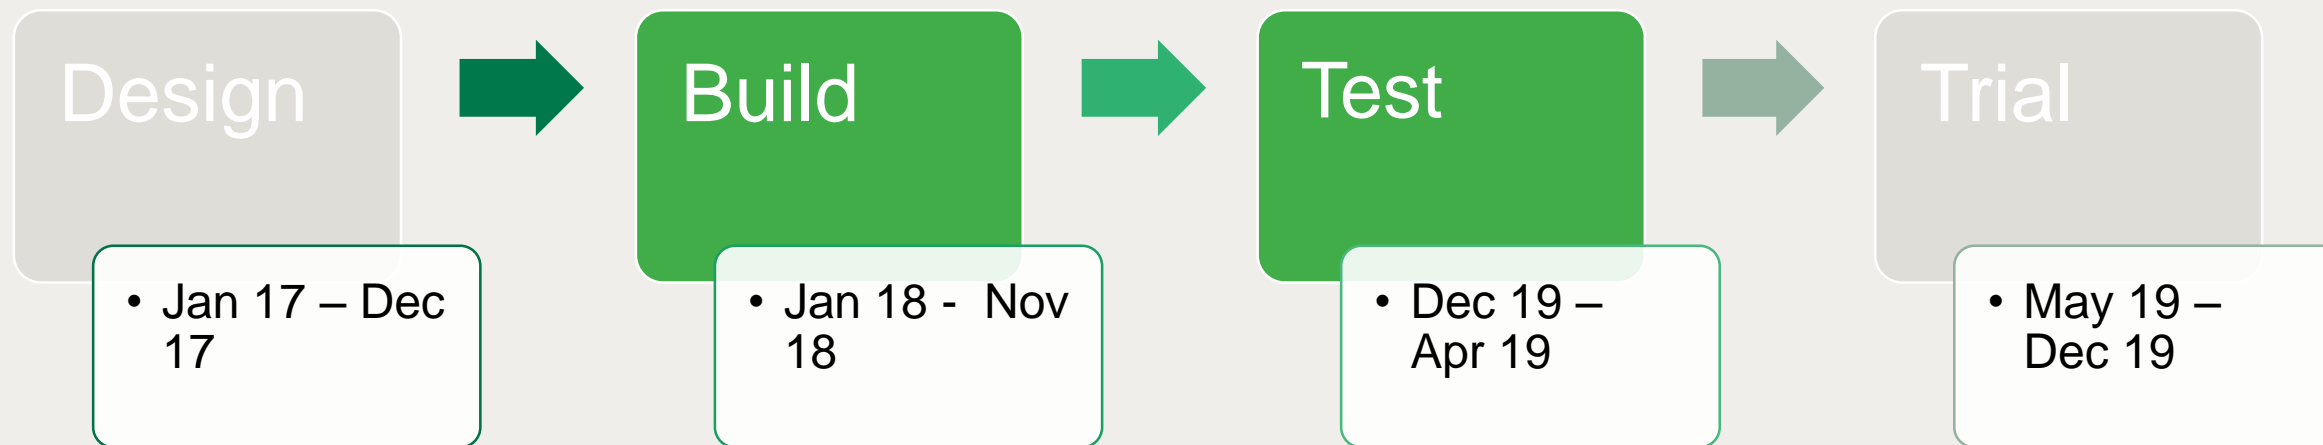 Design
• Jan 17 – Dec
17
Build
• Jan 18 -  Nov
18
Test
• Dec 19 –
Apr 19
Trial
• May 19 –
Dec 19